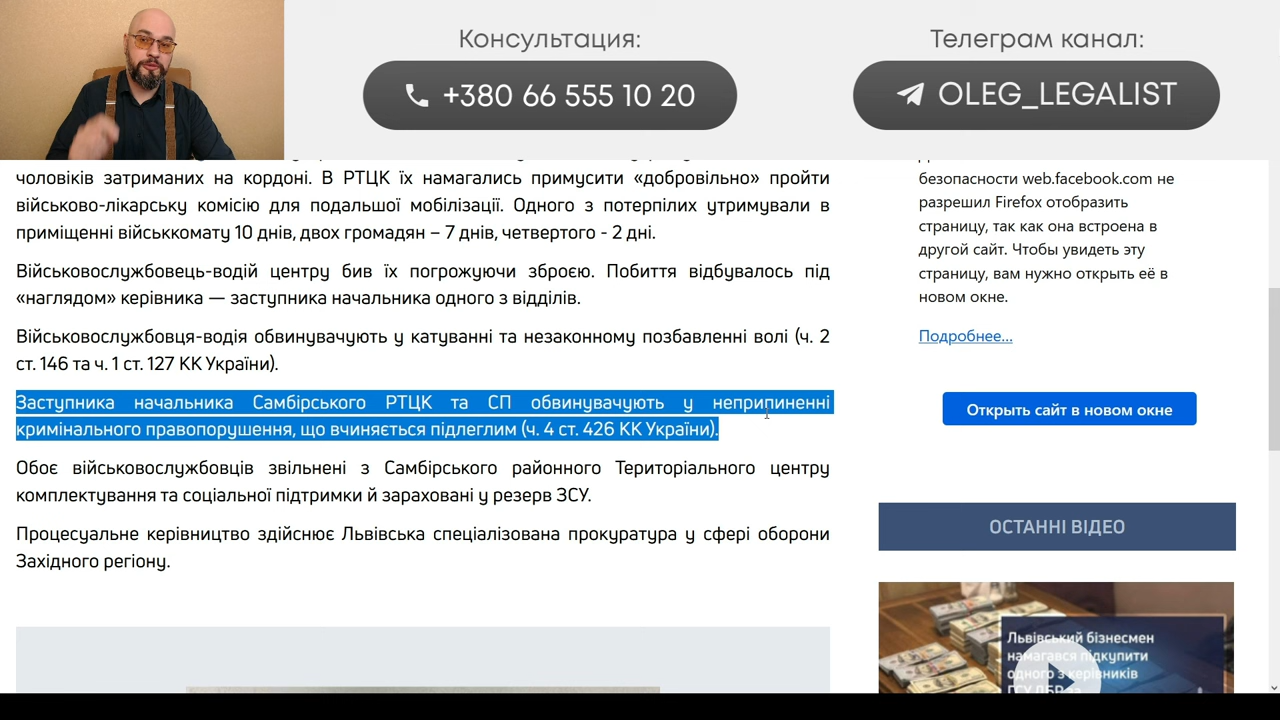 Консультация:
+380 66 555 10 20
Телеграм канал:
OLEG_LEGALIST
чоловіків затриманих на кордоні. В РТЦК їх намагались примусити «добровільно» пройти
військово-лікарську комісію для подальшої мобілізації. Одного з потерпілих утримували в
приміщенні військкомату 10 днів, двох громадян – 7 днів, четвертого - 2 дні.
Військовослужбовець-водій центру бив їх погрожуючи зброєю. Побиття відбувалось під
«наглядом» керівника — заступника начальника одного з відділів.
Військовослужбовця-водія обвинувачують у катуванні та незаконному позбавленні волі (ч. 2
ст. 146 та ч. 1 ст. 127 КК України).
Заступника начальника Самбірського РТЦК та СП обвинувачують у неприпиненні
кримінального правопорушення, що вчиняється підлеглим (ч. 4 ст. 426 КК України).
Обоє військовослужбовців звільнені з Самбірського районного Територіального центру
комплектування та соціальної підтримки й зараховані у резерв ЗСУ.
Процесуальне керівництво здійснює Львівська спеціалізована прокуратура у сфері оборони
Західного регіону.
безопасности web.facebook.com не
разрешил Firefox отобразить
страницу, так как она встроена в
другой сайт. Чтобы увидеть эту
страницу, вам нужно открыть её в
новом окне.
Подробнее...
Открыть сайт в новом окне
ОСТАННІ ВІДЕО
Львівський бізнесмен
намагався підкупити
одного з керівників
ГСУ ДБР за